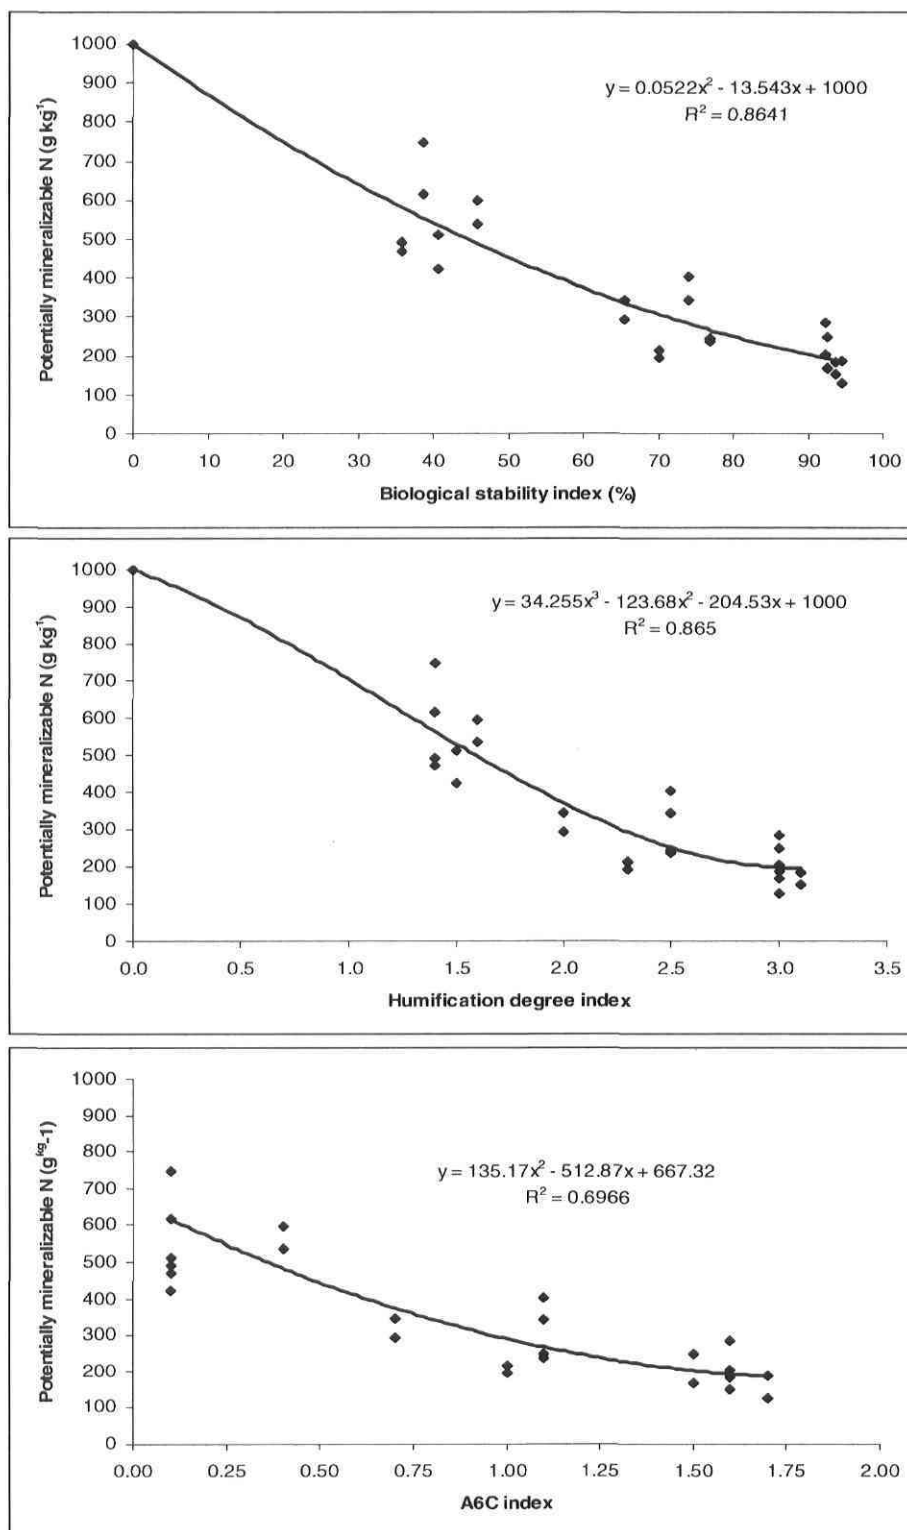 y = 0.0522x² - 13.543x + 1000
R² = 0.8641
Potentially mineralizable N (g kg¹)
1000
900
800
700
600
500
400
300
200
100
0
0 10 20 30 40 50 60 70 80 90 100
Biological stability index (%)
y = 34.255x³ - 123.68x² - 204.53x + 1000
R² = 0.865
Potentially mineralizable N (g kg¹)
1000
900
800
700
600
500
400
300
200
100
0
0.0 0.5 1.0 1.5 2.0 2.5 3.0 3.5
Humification degree index
y = 135.17x² - 512.87x + 667.32
R² = 0.6966
Potentially mineralizable N (g^kg-1)
1000
900
800
700
600
500
400
300
200
100
0
0.00 0.25 0.50 0.75 1.00 1.25 1.50 1.75 2.00
A6C index